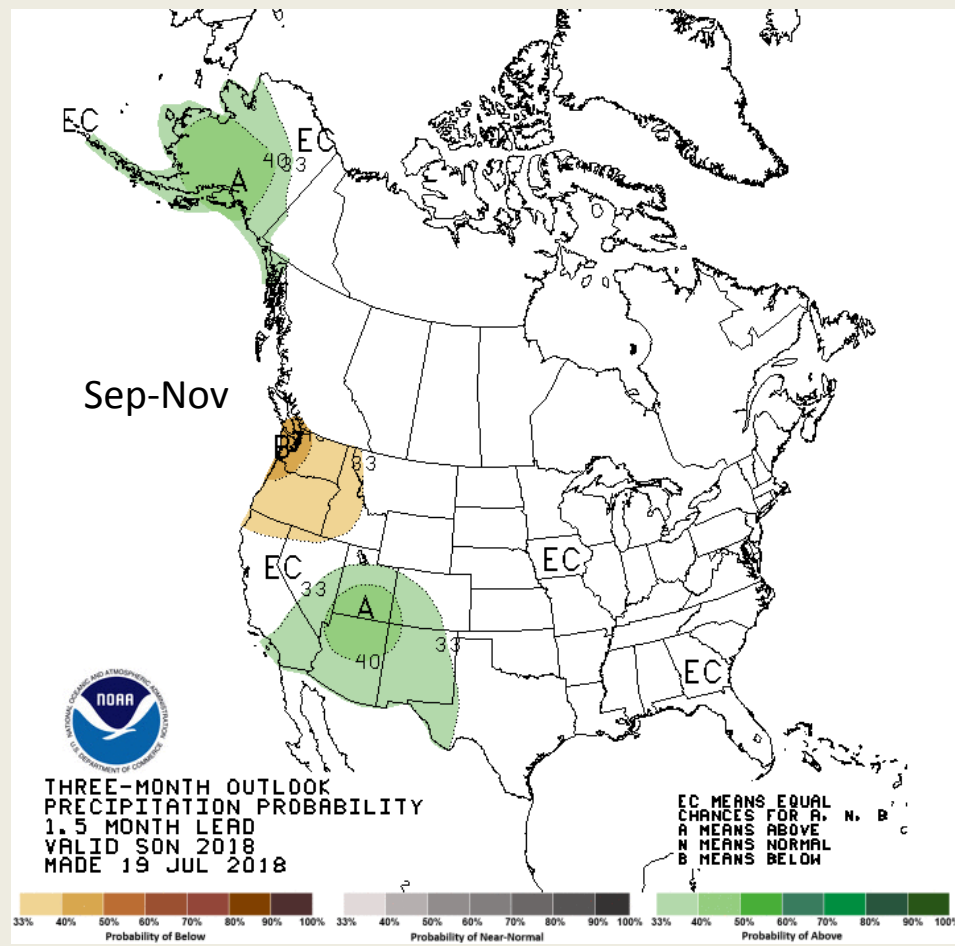 EC
EC
40
33
A
Sep-Nov
B
33
EC
33
A
EC
33
40
EC
NATIONAL OCEANIC AND ATMOSPHERIC ADMINISTRATION
NOAA
U.S. DEPARTMENT OF COMMERCE
THREE-MONTH OUTLOOK
PRECIPITATION PROBABILITY
1.5 MONTH LEAD
VALID SON 2018
MADE 19 JUL 2018
EC MEANS EQUAL
CHANCES FOR A, N, B
A MEANS ABOVE
N MEANS NORMAL
B MEANS BELOW
33% 40% 50% 60% 70% 80% 90% 100%
Probability of Below
33% 40% 50% 60% 70% 80% 90% 100%
Probability of Near-Normal
33% 40% 50% 60% 70% 80% 90% 100%
Probability of Above